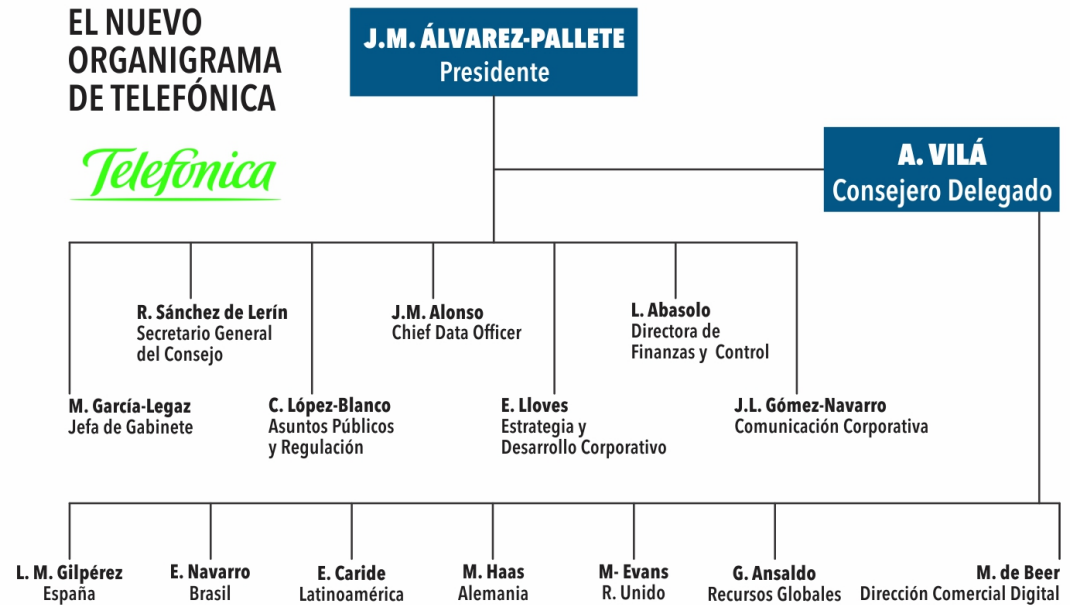 EL NUEVO
ORGANIGRAMA
DE TELEFÓNICA
Telefónica
J.M. ÁLVAREZ-PALLETE
Presidente
A. VILÁ
Consejero Delegado
R. Sánchez de Lerín
Secretario General
del Consejo
J.M. Alonso
Chief Data Officer
L. Abasolo
Directora de
Finanzas y Control
M. García-Legaz
Jefa de Gabinete
C. López-Blanco
Asuntos Públicos
y Regulación
E. Lloves
Estrategia y
Desarrollo Corporativo
J.L. Gómez-Navarro
Comunicación Corporativa
L. M. Gilpérez
España
E. Navarro
Brasil
E. Caride
Latinoamérica
M. Haas
Alemania
M- Evans
R. Unido
G. Ansaldo
Recursos Globales
M. de Beer
Dirección Comercial Digital